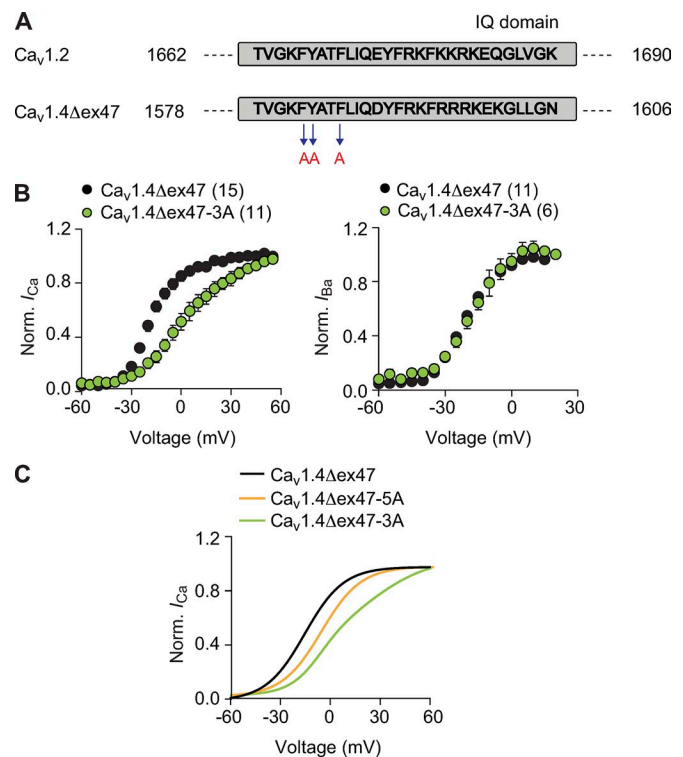 A
IQ domain
Cav1.2 1662 ---- TVGKFYATFLIQEYFRKFKKRKEQGLVGK ---- 1690
Cav1.4Δex47 1578 ---- TVGKFYATFLIQDYFRKFRRRKEKGLLGN ---- 1606
AA A
B
Cav1.4Δex47 (15)
Cav1.4Δex47-3A (11)
Norm. ICa
1.2
0.8
0.4
0.0
-60 -30 0 30 60
Voltage (mV)
Cav1.4Δex47 (11)
Cav1.4Δex47-3A (6)
Norm. IBa
1.2
0.8
0.4
0.0
-60 -30 0 30
Voltage (mV)
C
Cav1.4Δex47
Cav1.4Δex47-5A
Cav1.4Δex47-3A
Norm. ICa
1.2
0.8
0.4
0.0
-60 -30 0 30 60
Voltage (mV)